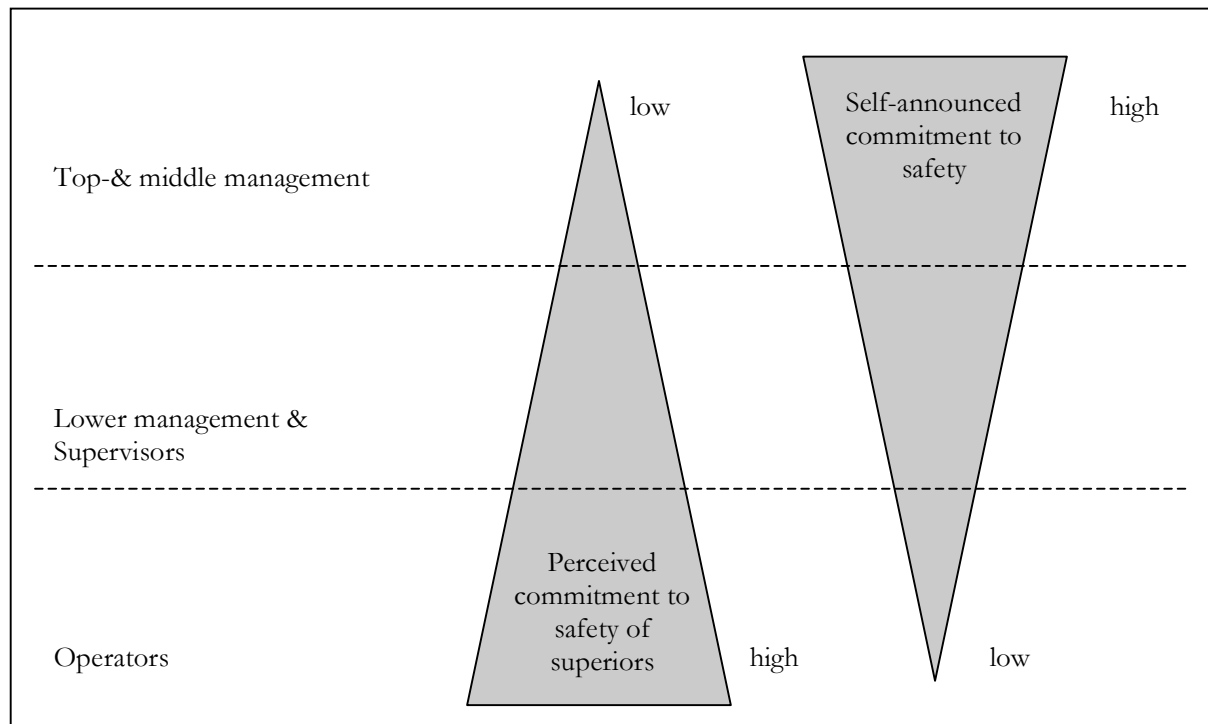 low
Self-announced
commitment to
safety
high
Top-& middle management
Lower management &
Supervisors
Perceived
commitment to
safety of
superiors
Operators
high
low